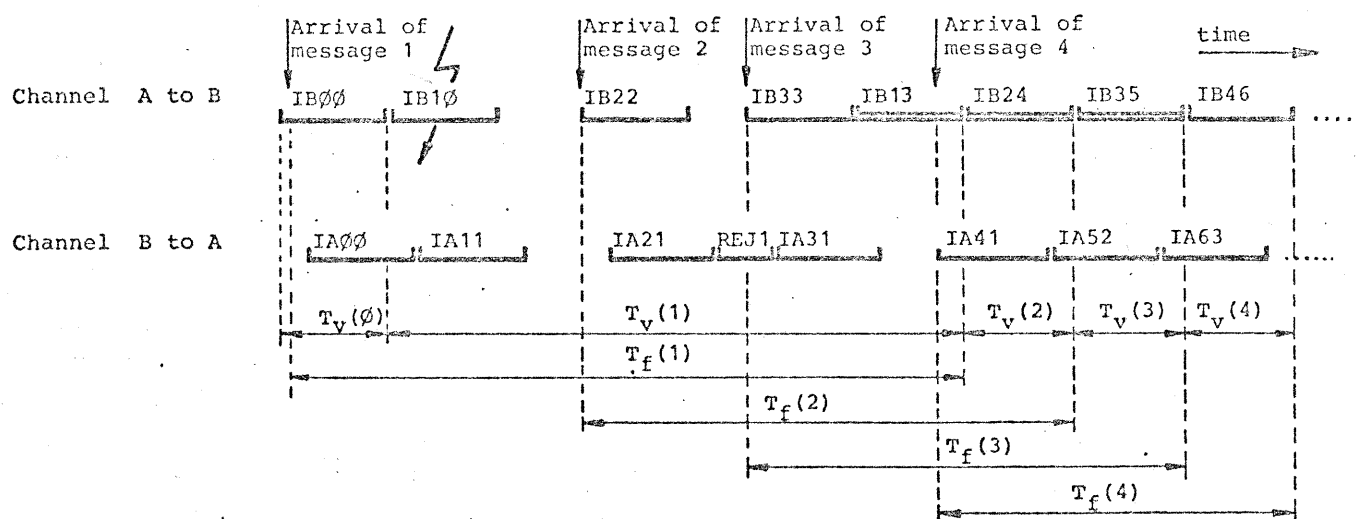 Arrival of message 1
Arrival of message 2
Arrival of message 3
Arrival of message 4
time
Channel A to B
IBØØ IB1Ø IB22 IB33 IB13 IB24 IB35 IB46 ....
Channel B to A
IAØØ IA11 IA21 REJ1 IA31 IA41 IA52 IA63 ......
Tv(Ø) Tv(1) Tv(2) Tv(3) Tv(4)
Tf(1)
Tf(2)
Tf(3)
Tf(4)